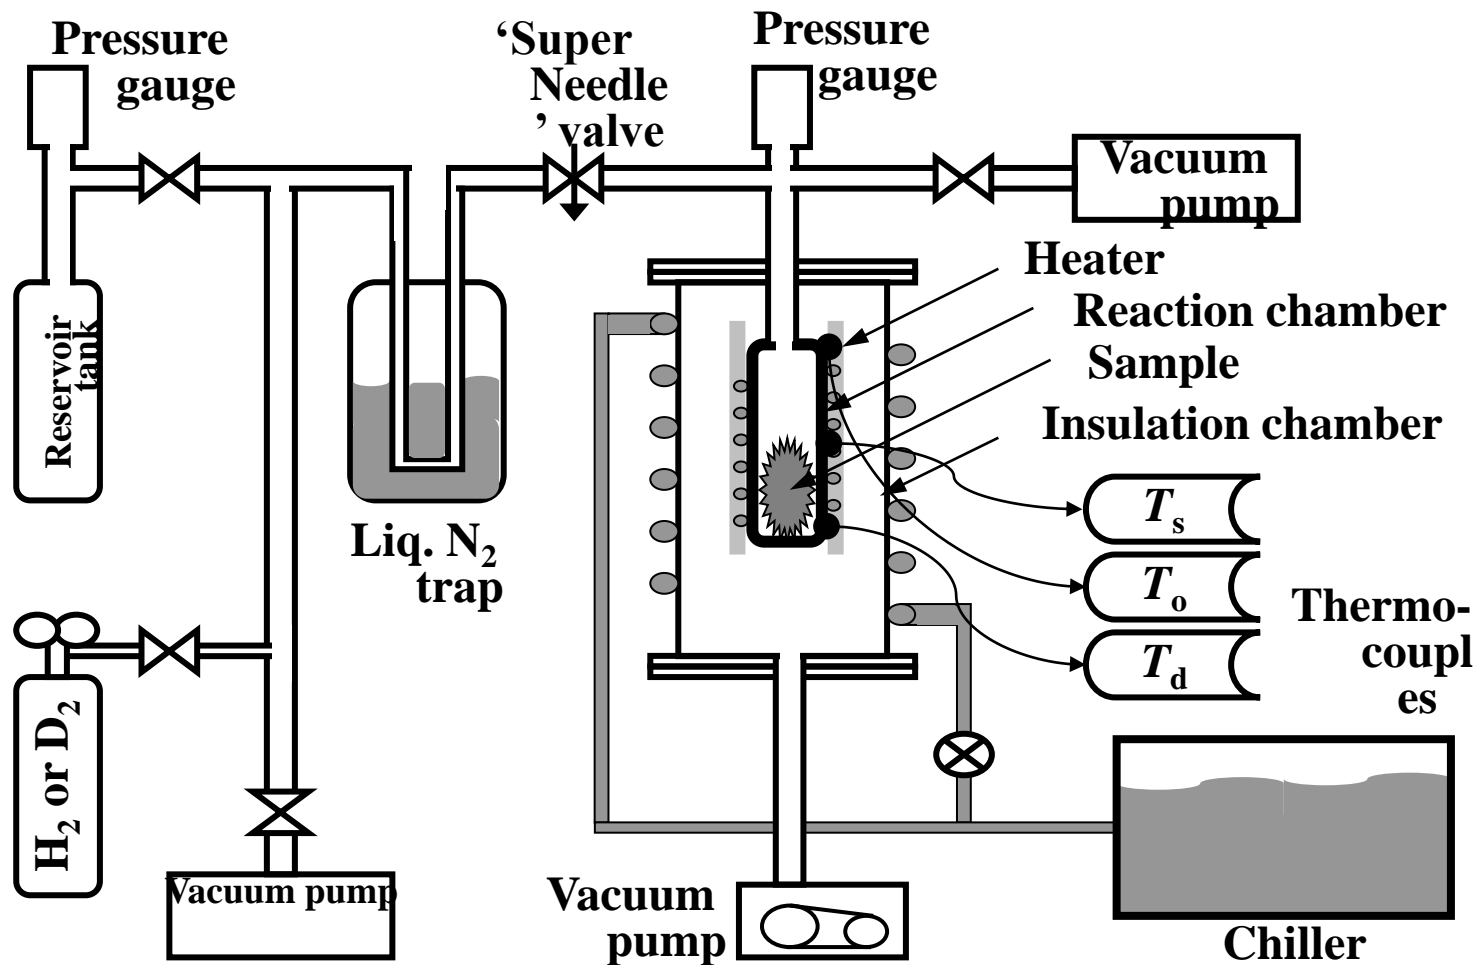 Pressure
gauge
‘Super
Needle
’ valve
Pressure
gauge
Vacuum
pump
Heater
Reaction chamber
Sample
Insulation chamber
Reservoir
tank
Liq. N2
trap
Ts
To
Td
Thermo-
coupl
es
H2 or D2
Vacuum pump
Vacuum
pump
Chiller